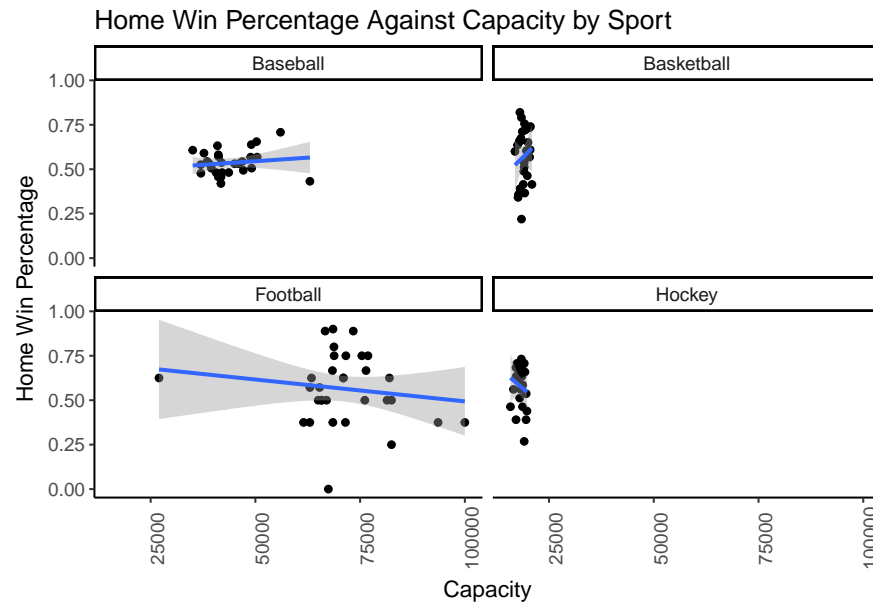 Home Win Percentage Against Capacity by Sport
Baseball
Basketball
1.00
0.75
0.50
0.25
0.00
Football
Hockey
1.00
0.75
0.50
0.25
0.00
Home Win Percentage
25000
50000
75000
100000
25000
50000
75000
100000
Capacity